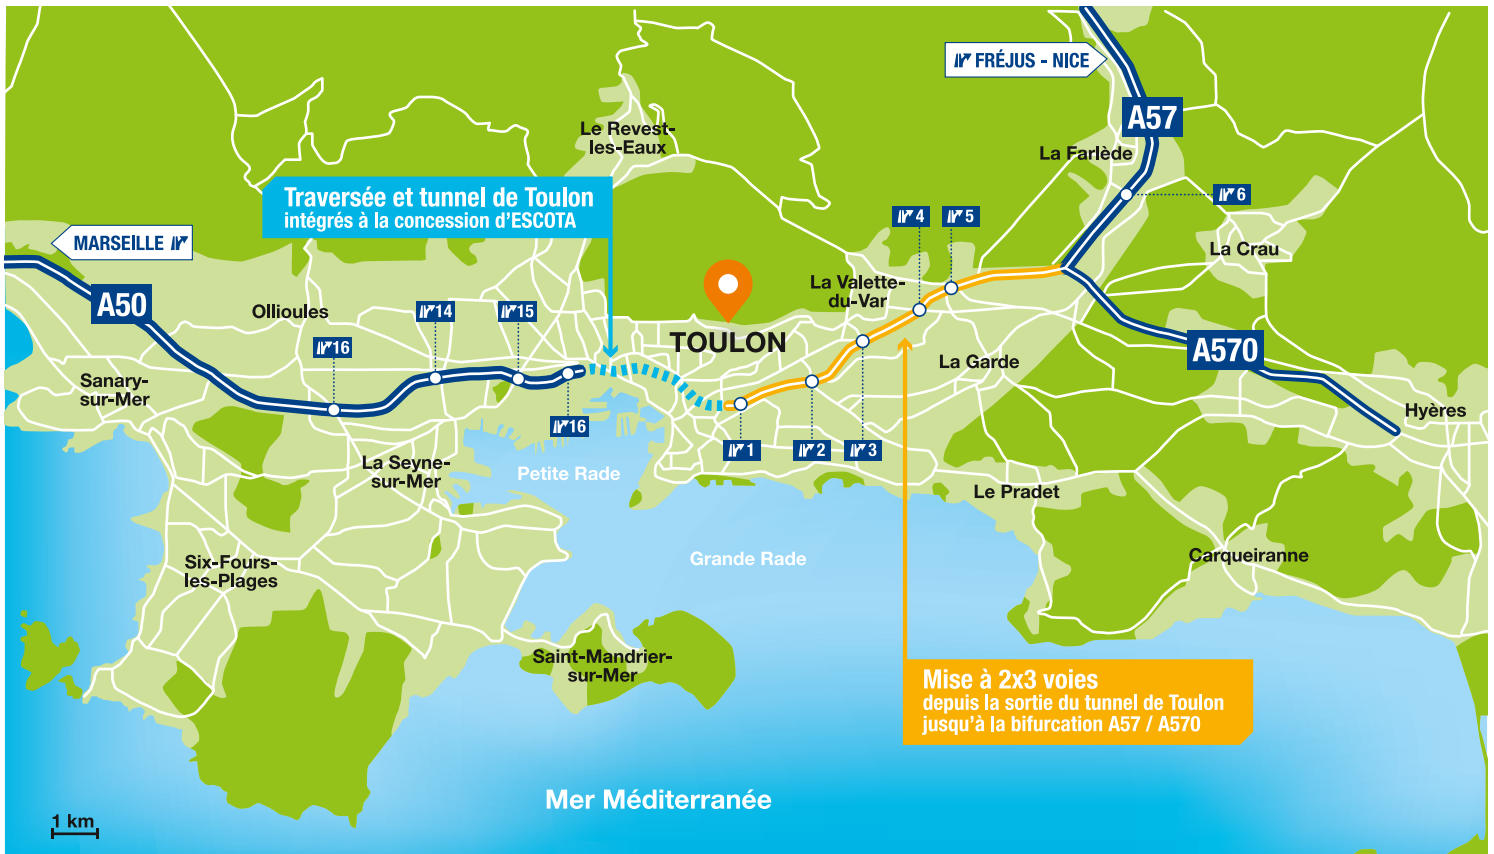 FRÉJUS - NICE
A57
Le Revest-
les-Eaux
La Farlède
Traversée et tunnel de Toulon
intégrés à la concession d'ESCOTA
6
4
5
MARSEILLE
La Crau
A50
La Valette-
du-Var
Ollioules
14
15
16
TOULON
A570
La Garde
Sanary-
sur-Mer
Hyères
16
1
2
3
La Seyne-
sur-Mer
Petite Rade
Le Pradet
Grande Rade
Carqueiranne
Six-Fours-
les-Plages
Saint-Mandrier-
sur-Mer
Mise à 2x3 voies
depuis la sortie du tunnel de Toulon
jusqu'à la bifurcation A57 / A570
Mer Méditerranée
1 km